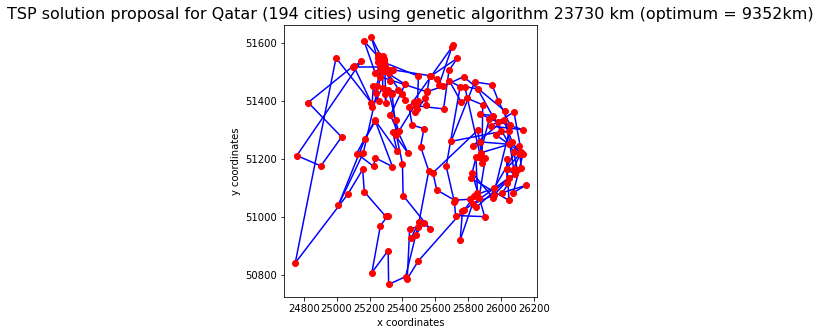 TSP solution proposal for Qatar (194 cities) using genetic algorithm 23730 km (optimum = 9352km)
51600
51400
51200
51000
50800
y coordinates
24800 25000 25200 25400 25600 25800 26000 26200
x coordinates